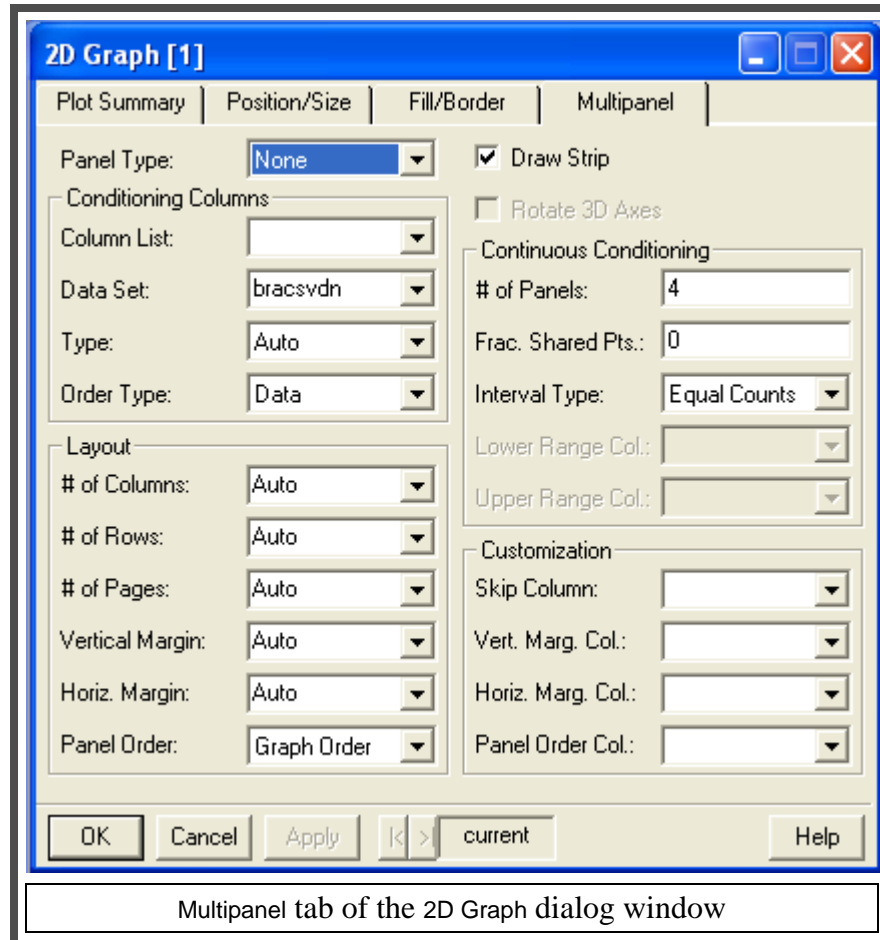 2D Graph [1]
Plot Summary
Position/Size
Fill/Border
Multipanel
Panel Type: None
Conditioning Columns
Column List:
Data Set: bracsvdn
Type: Auto
Order Type: Data
Layout
# of Columns: Auto
# of Rows: Auto
# of Pages: Auto
Vertical Margin: Auto
Horiz. Margin: Auto
Panel Order: Graph Order
Draw Strip
Rotate 3D Axes
Continuous Conditioning
# of Panels: 4
Frac. Shared Pts.: 0
Interval Type: Equal Counts
Lower Range Col.:
Upper Range Col.:
Customization
Skip Column:
Vert. Marg. Col.:
Horiz. Marg. Col.:
Panel Order Col.:
OK
Cancel
Apply
current
Help
Multipanel tab of the 2D Graph dialog window